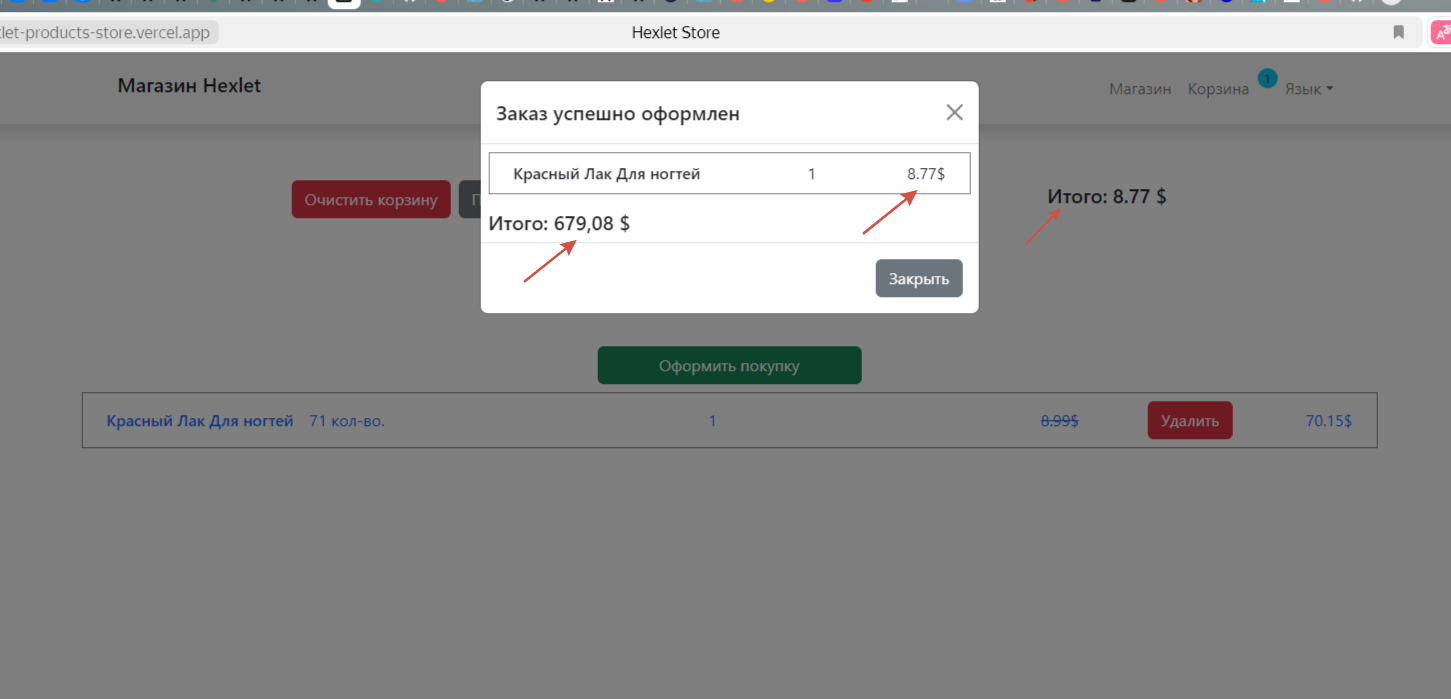 let-products-store.vercel.app
Hexlet Store
Магазин Hexlet
Магазин Корзина 1 Язык
Заказ успешно оформлен
Красный Лак Для ногтей 1 8.77$
Итого: 679,08 $
Закрыть
Очистить корзину
Итого: 8.77 $
Оформить покупку
Красный Лак Для ногтей 71 кол-во. 1 8.99$ Удалить 70.15$